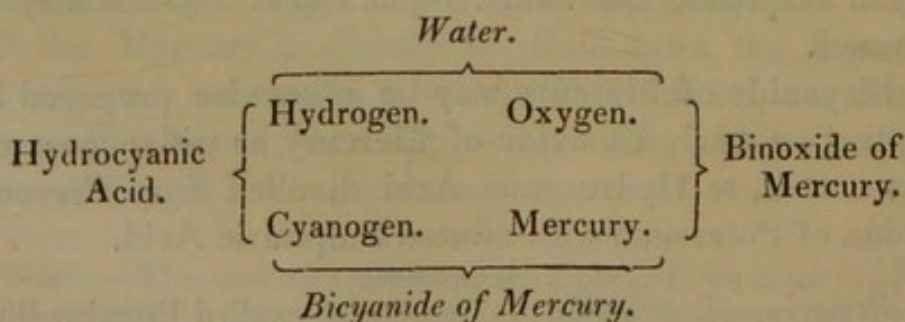 Water.
Hydrogen. Oxygen.
Hydrocyanic Acid.
Binoxide of Mercury.
Cyanogen. Mercury.
Bicyanide of Mercury.